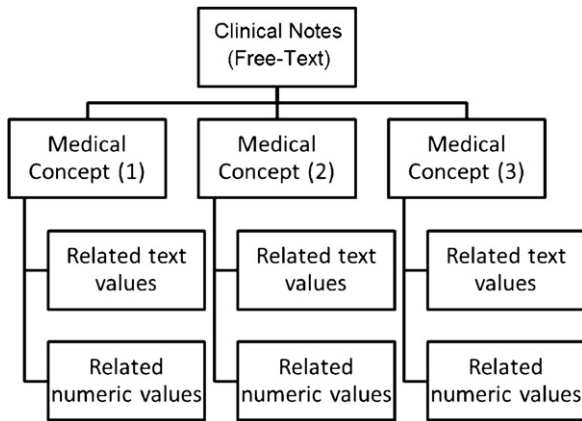 Clinical Notes
(Free-Text)
Medical
Concept (1)
Medical
Concept (2)
Medical
Concept (3)
Related text
values
Related text
values
Related text
values
Related
numeric values
Related
numeric values
Related
numeric values